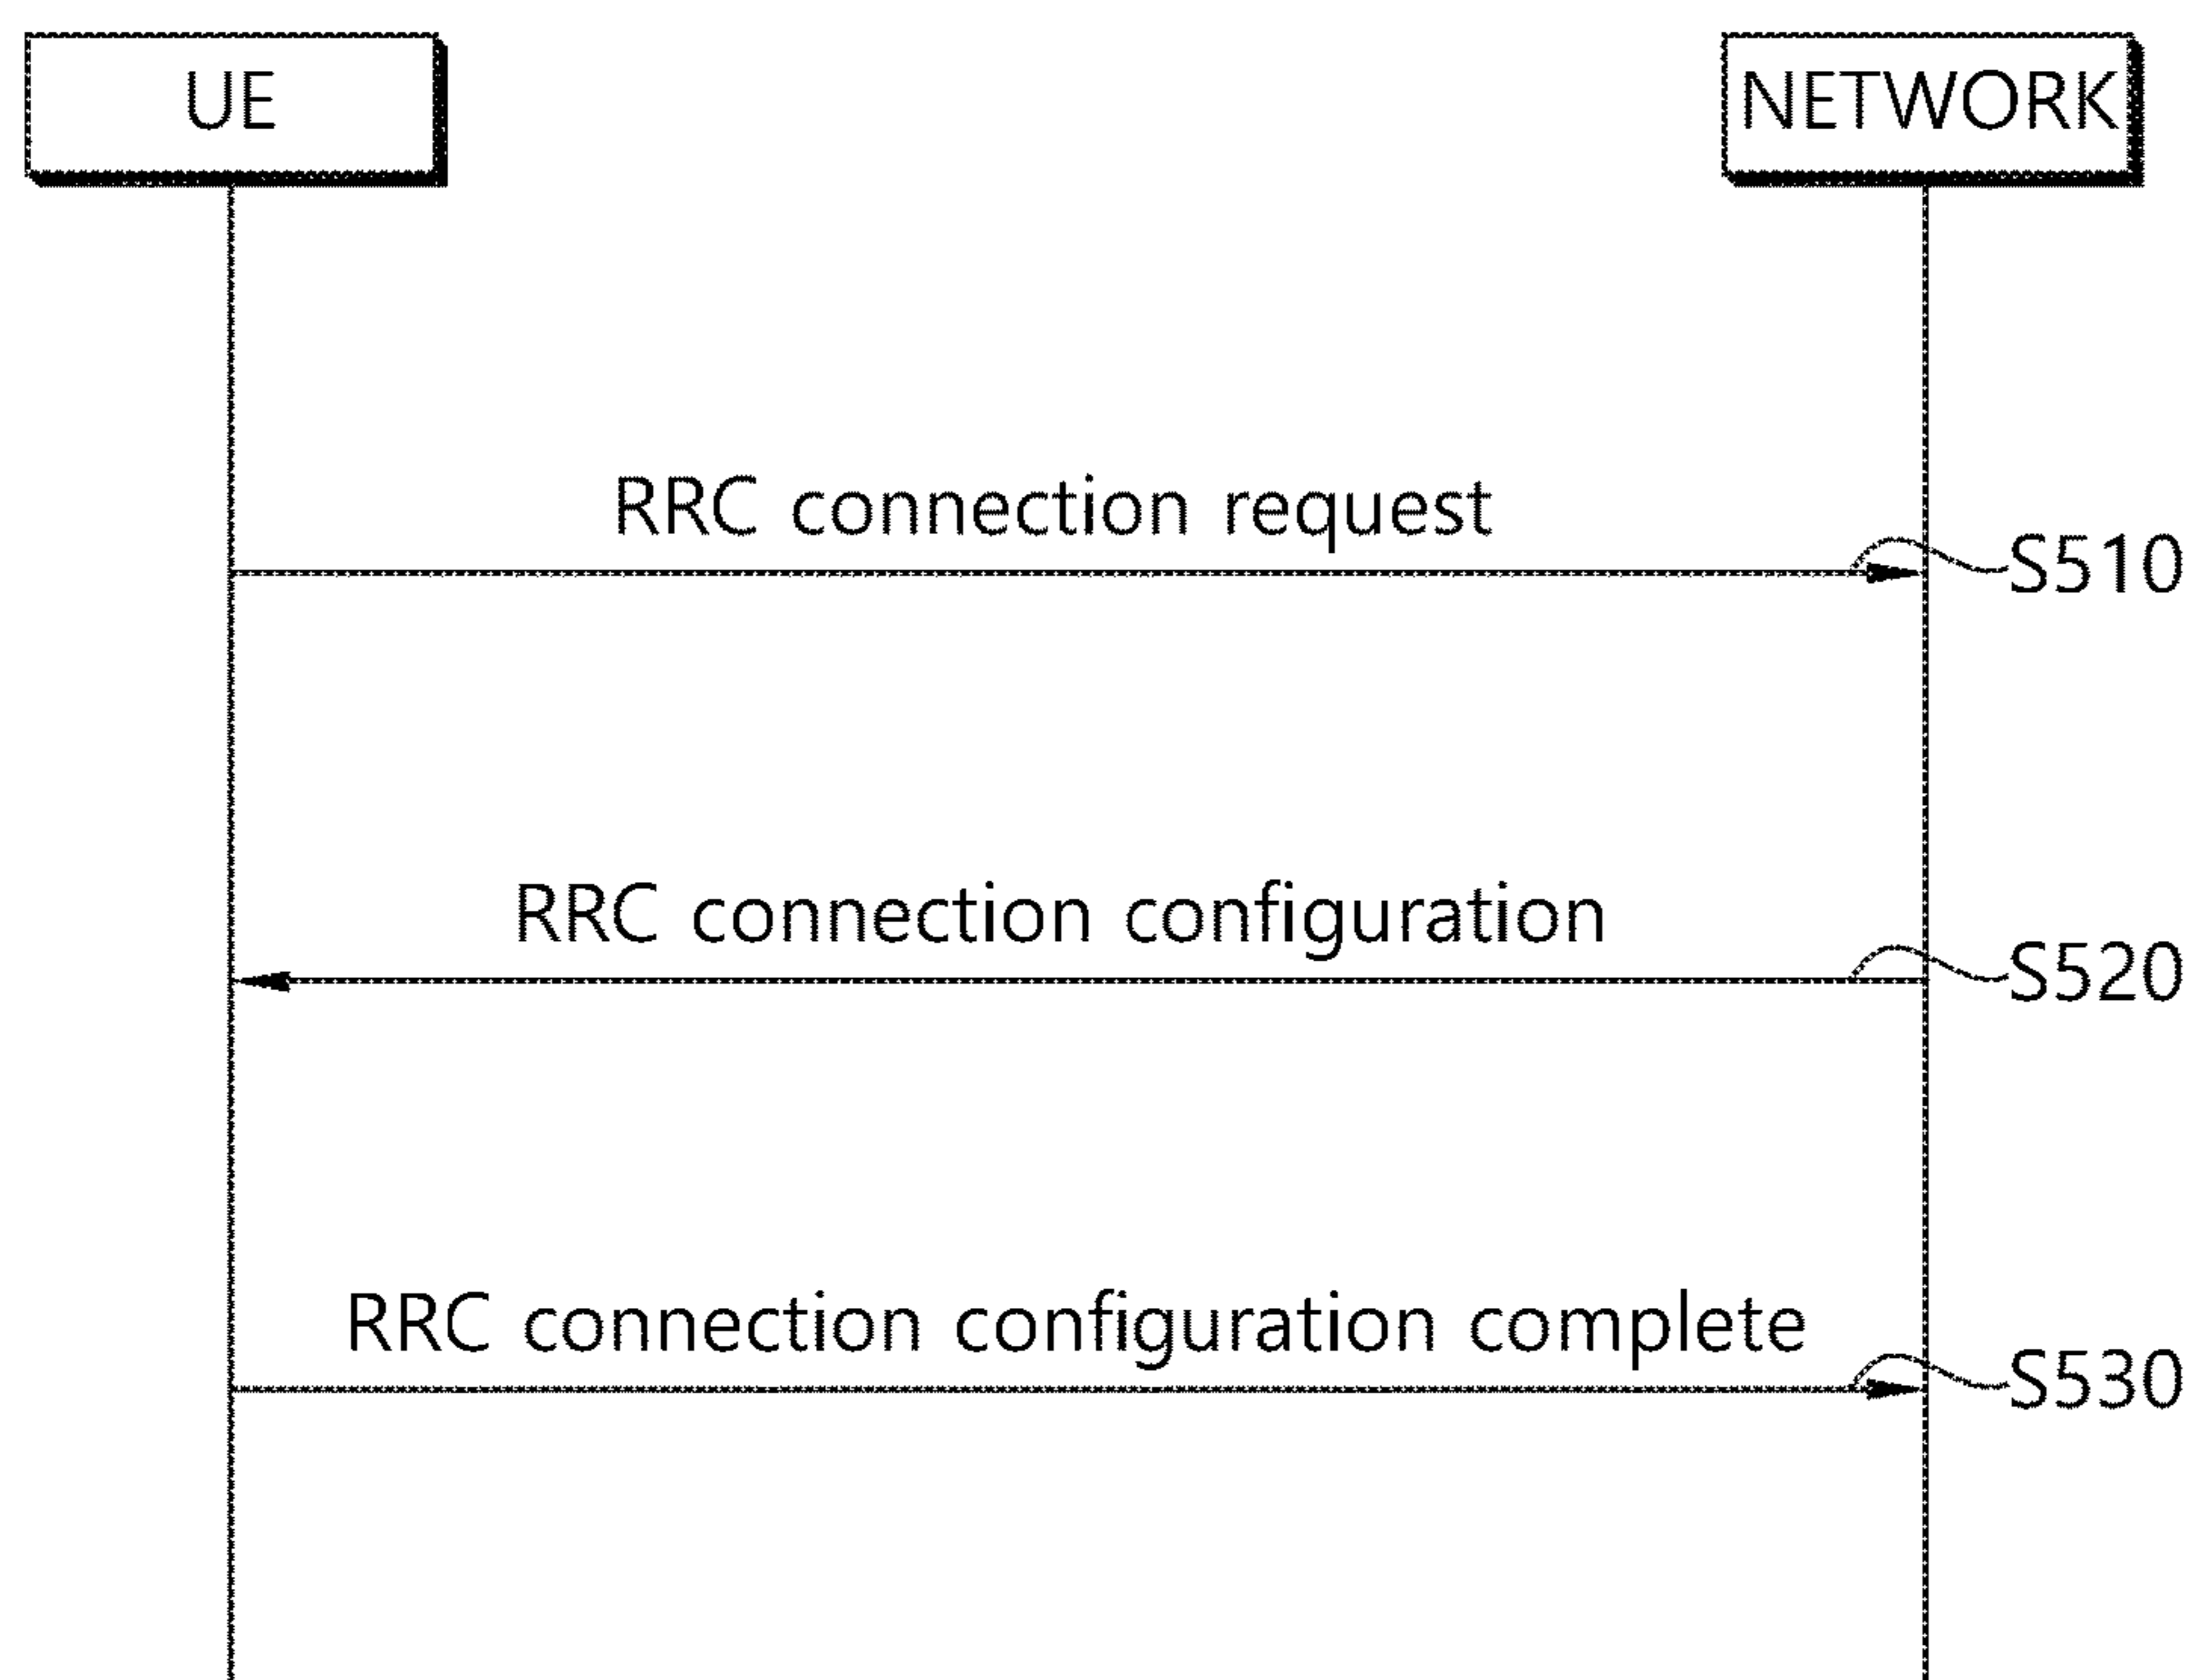 UE
NETWORK
RRC connection request
S510
RRC connection configuration
S520
RRC connection configuration complete
S530